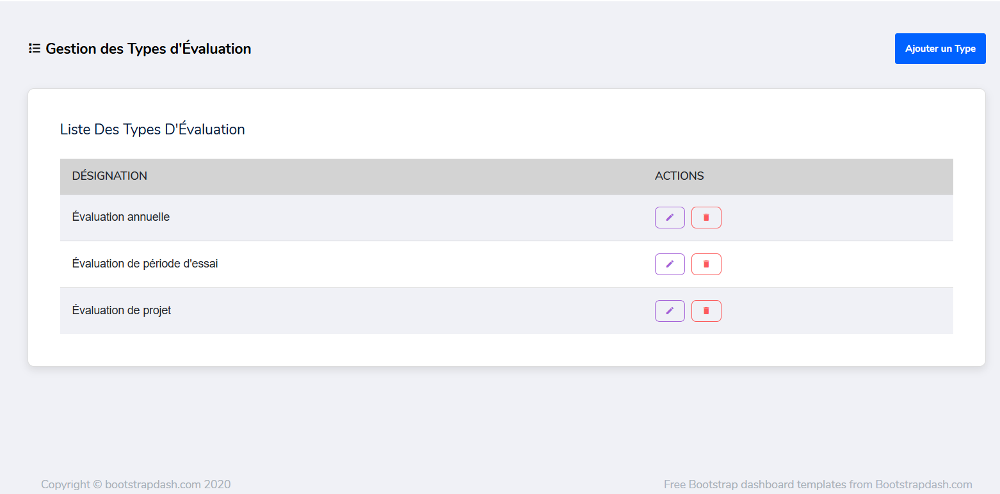 Gestion des Types d'Évaluation
Ajouter un Type
Liste Des Types D'Évaluation
DÉSIGNATION ACTIONS
Évaluation annuelle
Évaluation de période d'essai
Évaluation de projet
Copyright © bootstrapdash.com 2020
Free Bootstrap dashboard templates from Bootstrapdash.com